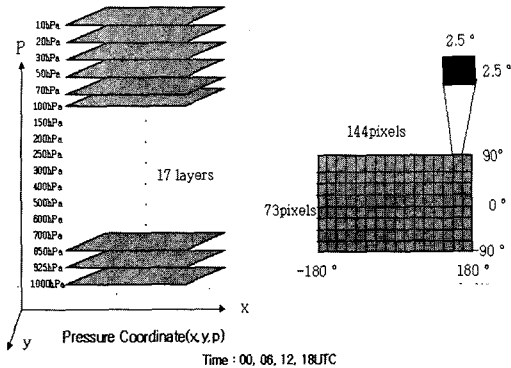 P
10hPa
20hPa
30hPa
50hPa
70hPa
100hPa
150hPa
200hPa
250hPa
300hPa
400hPa
500hPa
600hPa
700hPa
850hPa
925hPa
1000hPa
17 layers
x
y
Pressure Coordinate(x,y,p)
2.5°
2.5°
144pixels
73pixels
90°
0°
-90°
-180°
180°
Time : 00, 06, 12, 18UTC